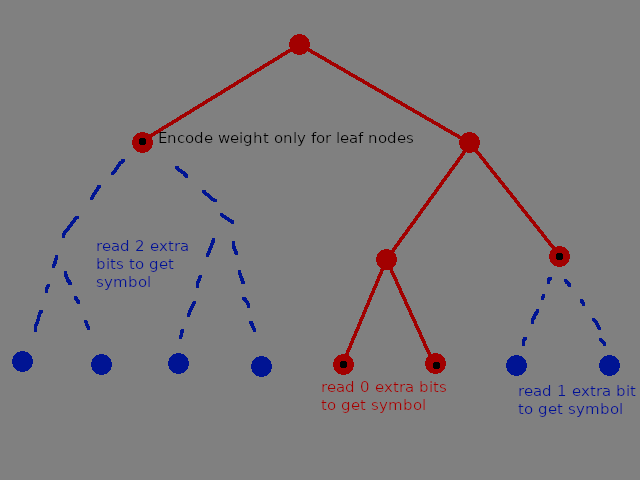 Encode weight only for leaf nodes
read 2 extra
bits to get
symbol
read 0 extra bits
to get symbol
read 1 extra bit
to get symbol